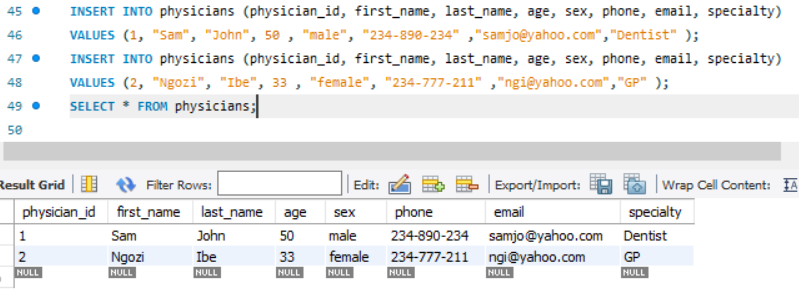 45 INSERT INTO physicians (physician_id, first_name, last_name, age, sex, phone, email, specialty)
46 VALUES (1, "Sam", "John", 50 , "male", "234-890-234" ,"samjo@yahoo.com","Dentist" );
47 INSERT INTO physicians (physician_id, first_name, last_name, age, sex, phone, email, specialty)
48 VALUES (2, "Ngozi", "Ibe", 33 , "female", "234-777-211" ,"ngi@yahoo.com","GP" );
49 SELECT * FROM physicians;
50
Result Grid Filter Rows: Edit: Export/Import: Wrap Cell Content: IA
physician_id first_name last_name age sex phone email specialty
1 Sam John 50 male 234-890-234 samjo@yahoo.com Dentist
2 Ngozi Ibe 33 female 234-777-211 ngi@yahoo.com GP
NULL NULL NULL NULL NULL NULL NULL NULL